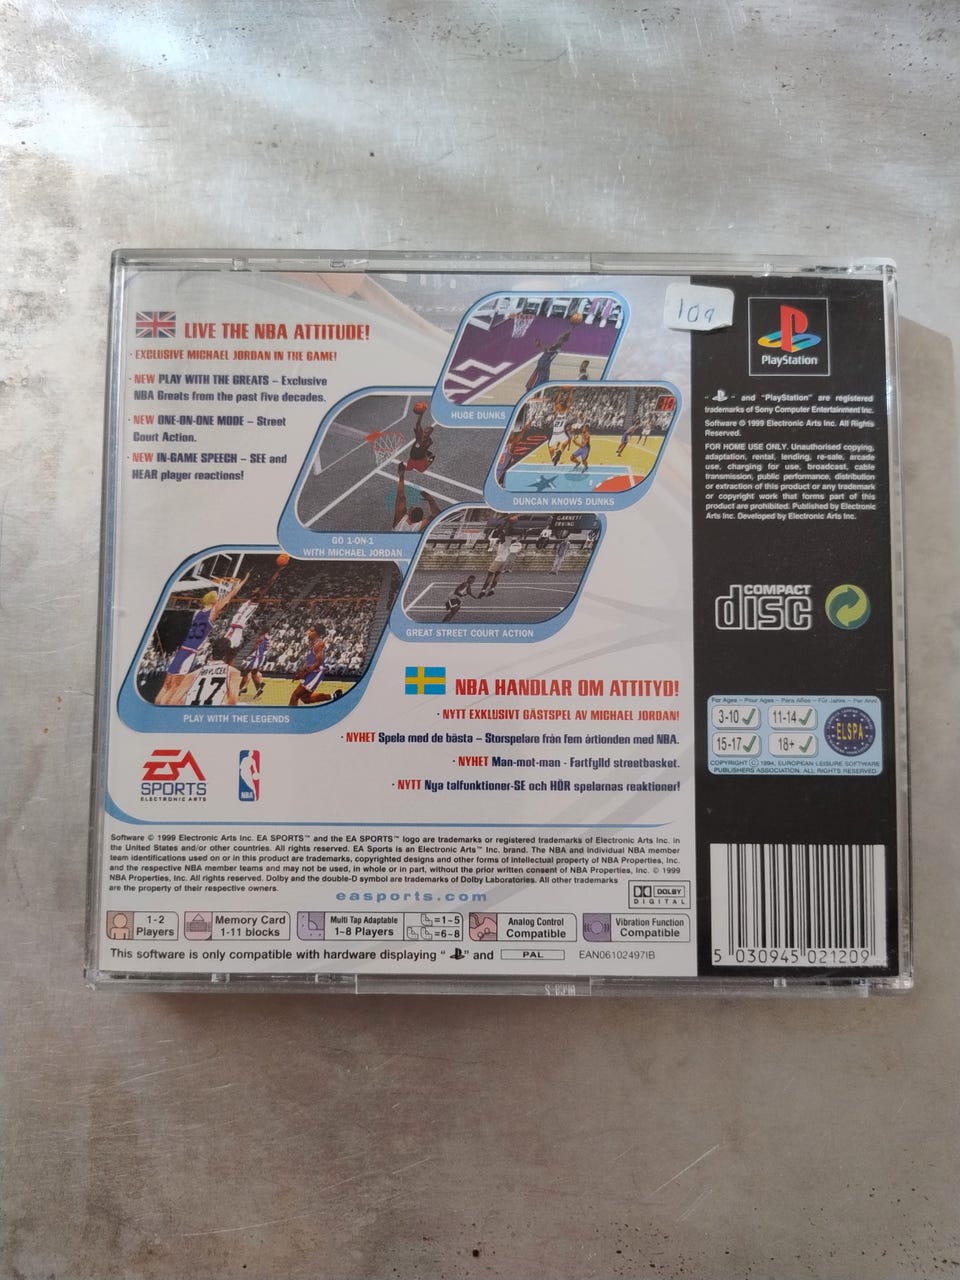 LIVE THE NBA ATTITUDE!
· EXCLUSIVE MICHAEL JORDAN IN THE GAME!
· NEW PLAY WITH THE GREATS – Exclusive
NBA Greats from the past five decades.
· NEW ONE-ON-ONE MODE – Street
Court Action.
· NEW IN-GAME SPEECH – SEE and
HEAR player reactions!
HUGE DUNKS
DUNCAN KNOWS DUNKS
GO 1-ON-1
WITH MICHAEL JORDAN
GARNETT
ERVING
GREAT STREET COURT ACTION
33
21
17
PLAY WITH THE LEGENDS
NBA HANDLAR OM ATTITYD!
· NYTT EXKLUSIVT GÄSTSPEL AV MICHAEL JORDAN!
· NYHET Spela med de bästa – Storspelare från fem årtionden med NBA.
· NYHET Man-mot-man - Fartfylld streetbasket.
· NYTT Nya talfunktioner-SE och HÖR spelarnas reaktioner!
EA
SPORTS
ELECTRONIC ARTS
NBA
Software © 1999 Electronic Arts Inc. EA SPORTS™ and the EA SPORTS™ logo are trademarks or registered trademarks of Electronic Arts Inc. in
the United States and/or other countries. All rights reserved. EA Sports is an Electronic Arts™ Inc. brand. The NBA and individual NBA member
team identifications used on or in this product are trademarks, copyrighted designs and other forms of intellectual property of NBA Properties, Inc.
and the respective NBA member teams and may not be used, in whole or in part, without the prior written consent of NBA Properties, Inc. © 1999
NBA Properties, Inc. All rights reserved. Dolby and the double-D symbol are trademarks of Dolby Laboratories. All other trademarks
are the property of their respective owners.
easports.com
DOLBY
DIGITAL
1-2
Players
Memory Card
1-11 blocks
Multi Tap Adaptable
1-8 Players
=1-5
=6-8
Analog Control
Compatible
Vibration Function
Compatible
This software is only compatible with hardware displaying " " and PAL
EAN06102497IB
PlayStation
" " and "PlayStation" are registered
trademarks of Sony Computer Entertainment Inc.
Software © 1999 Electronic Arts Inc. All Rights
Reserved.
FOR HOME USE ONLY. Unauthorised copying,
adaptation, rental, lending, re-sale, arcade
use, charging for use, broadcast, cable
transmission, public performance, distribution
or extraction of this product or any trademark
or copyright work that forms part of this
product are prohibited. Published by Electronic
Arts Inc. Developed by Electronic Arts Inc.
COMPACT
disc
For Ages – Pour Ages – Para Años – Für Jahre – Per Anni
3-10
11-14
15-17
18+
ELSPA
COPYRIGHT © 1994, EUROPEAN LEISURE SOFTWARE
PUBLISHERS ASSOCIATION. ALL RIGHTS RESERVED
5 030945 021209